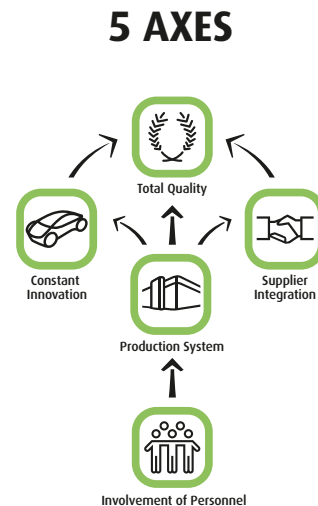 5 AXES
Total Quality
Constant
Innovation
Supplier
Integration
Production System
Involvement of Personnel